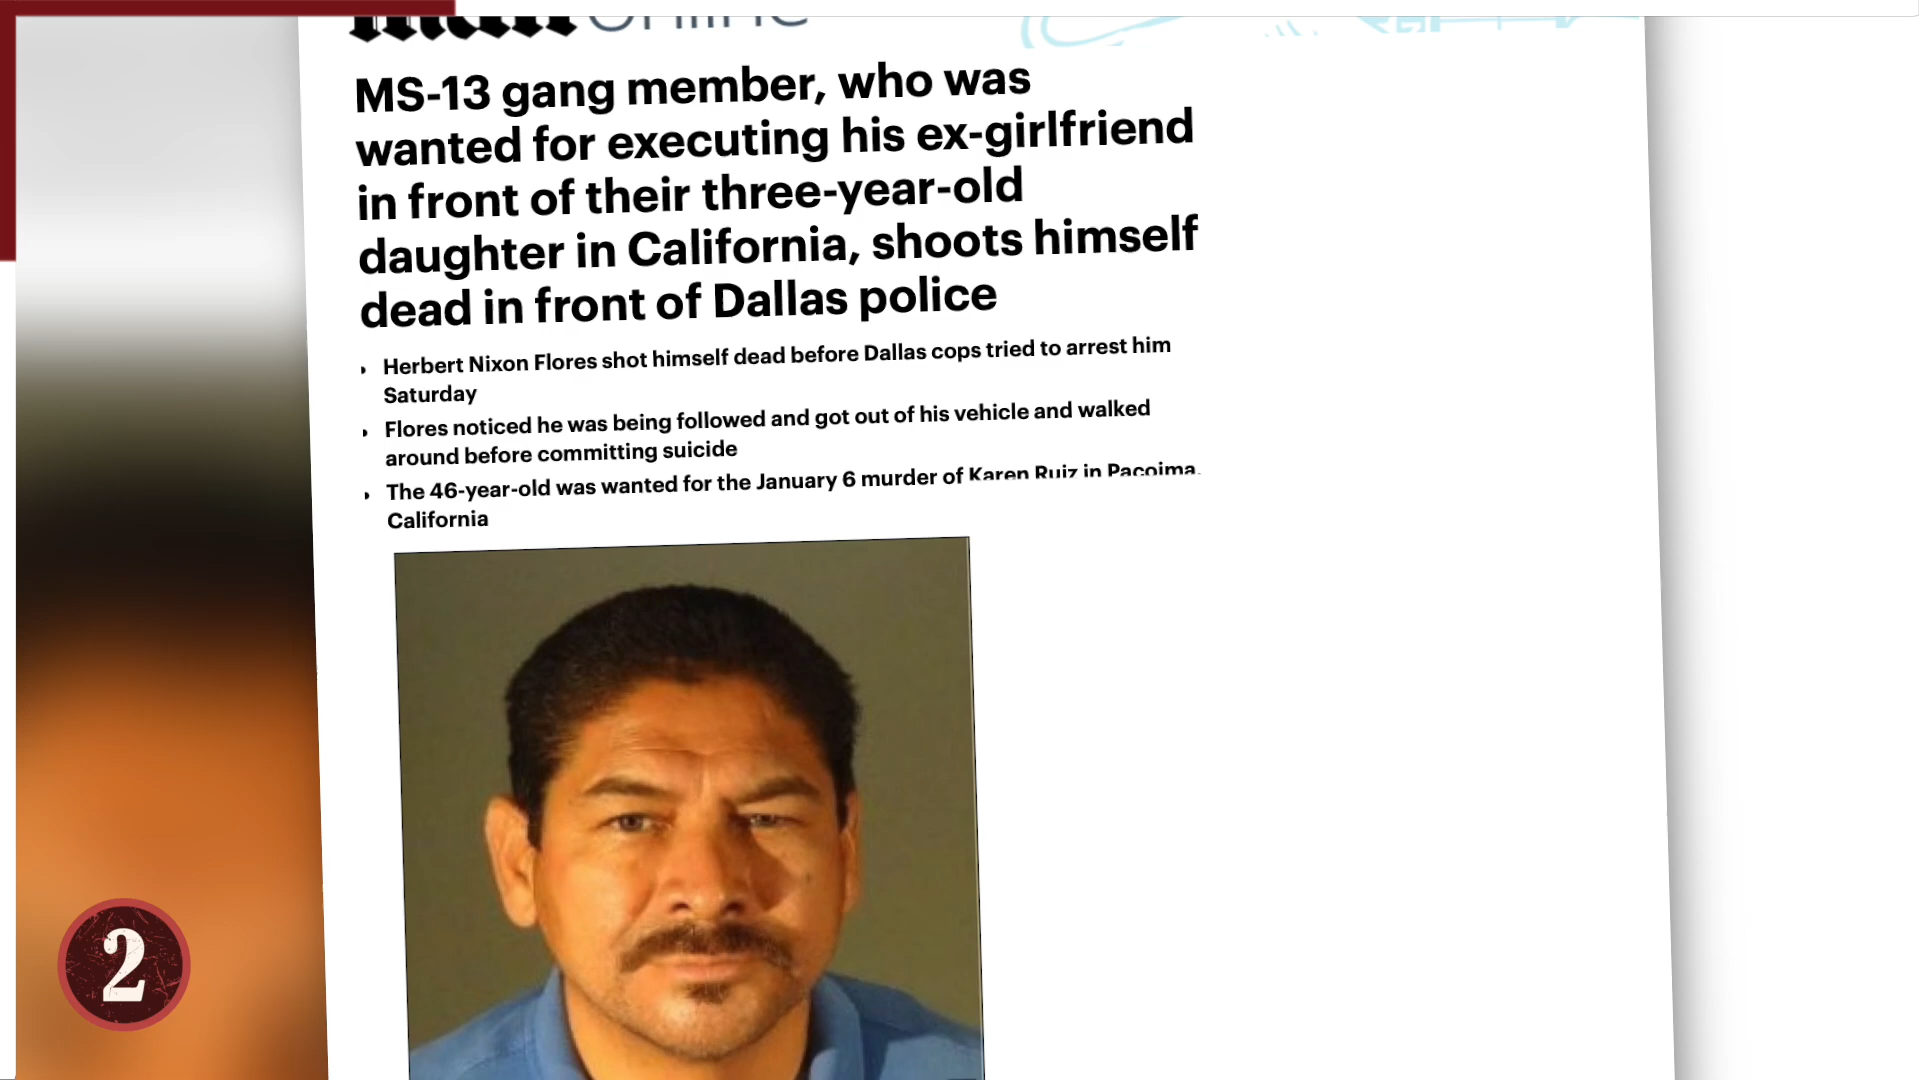 Online
MS-13 gang member, who was
wanted for executing his ex-girlfriend
in front of their three-year-old
daughter in California, shoots himself
dead in front of Dallas police
Herbert Nixon Flores shot himself dead before Dallas cops tried to arrest him
Saturday
Flores noticed he was being followed and got out of his vehicle and walked
around before committing suicide
The 46-year-old was wanted for the January 6 murder of Karen Ruiz in Pacoima,
California
2